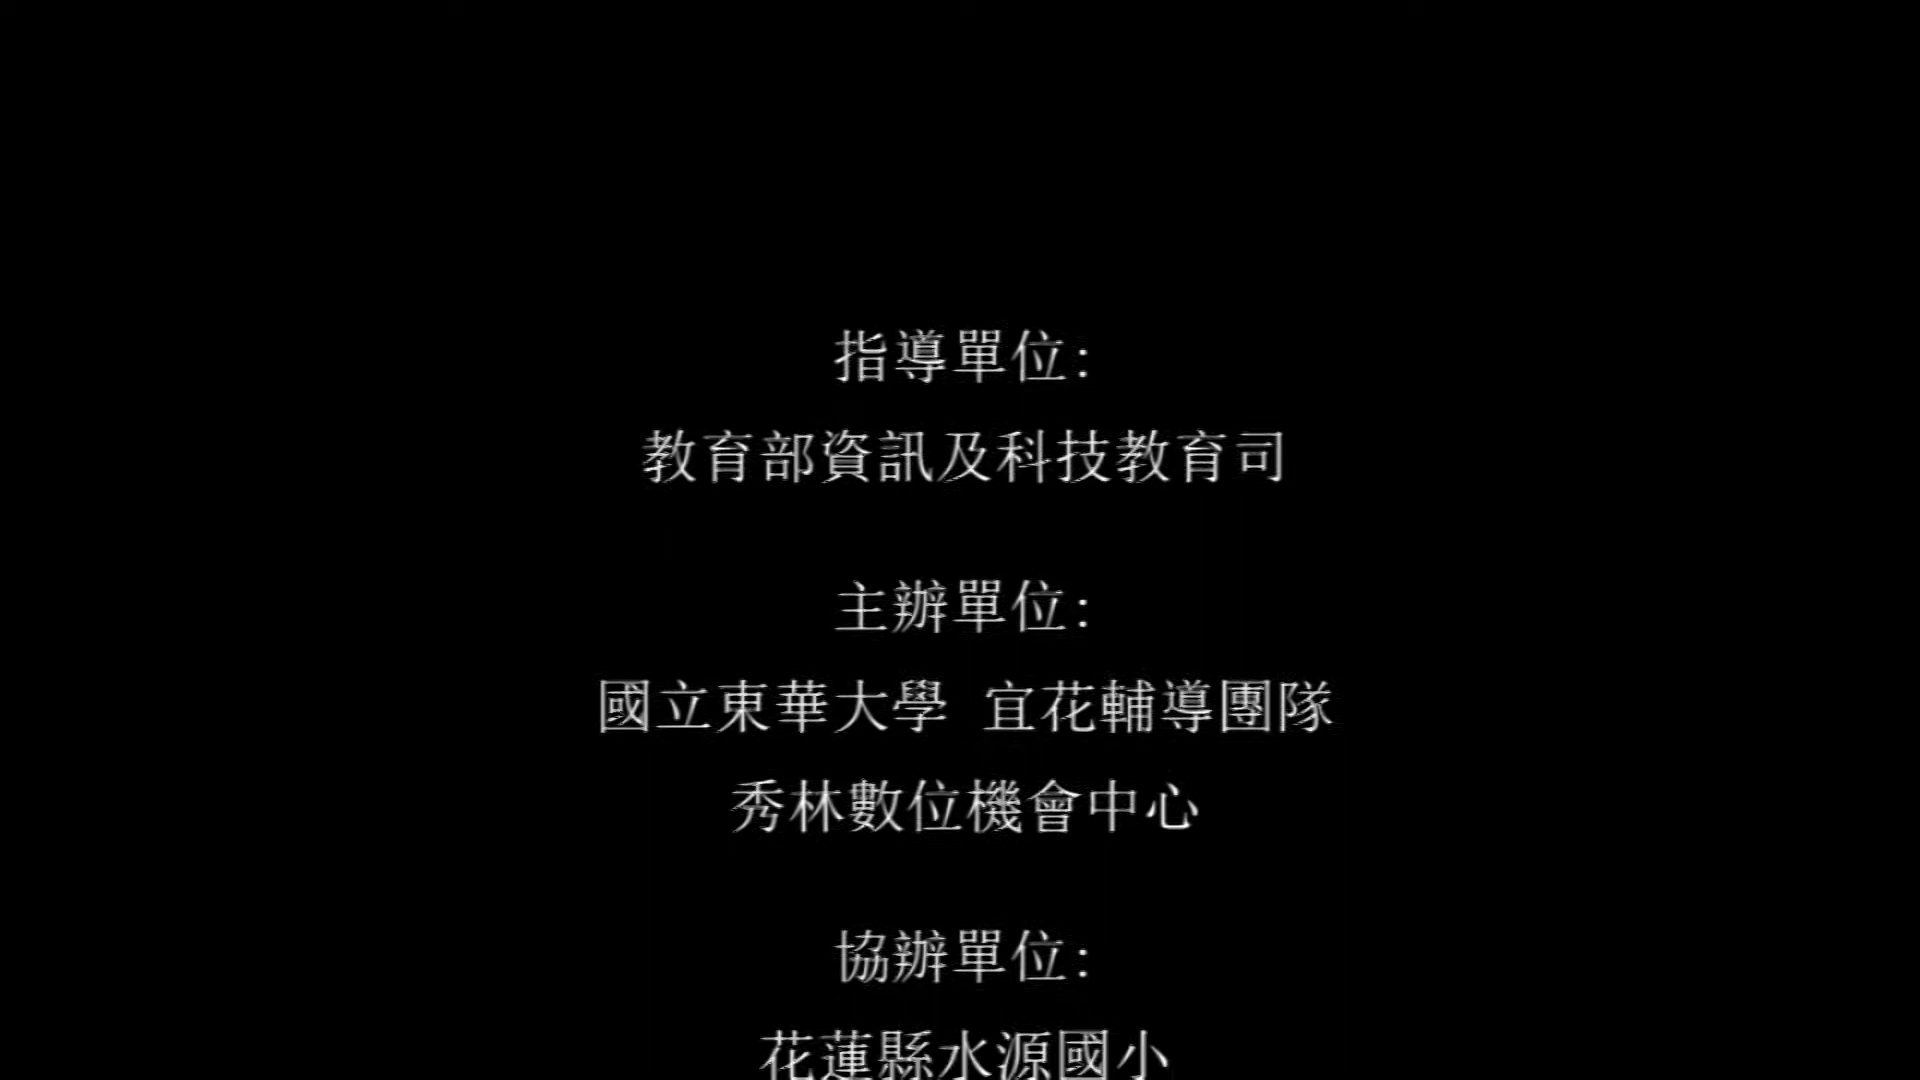 指導單位:
教育部資訊及科技教育司
主辦單位:
國立東華大學 宜花輔導團隊
秀林數位機會中心
協辦單位:
花蓮縣水源國小